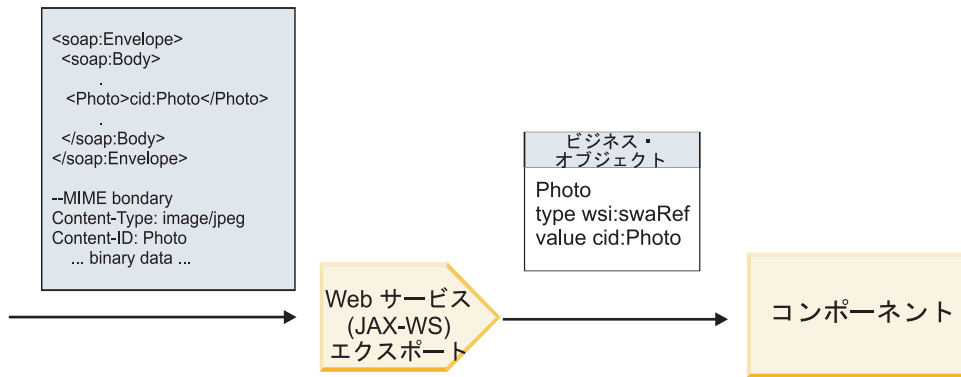 <soap:Envelope>
<soap:Body>
.
<Photo>cid:Photo</Photo>
.
</soap:Body>
</soap:Envelope>
--MIME bondary
Content-Type: image/jpeg
Content-ID: Photo
... binary data ...
ビジネス・
オブジェクト
Photo
type wsi:swaRef
value cid:Photo
Web サービス
(JAX-WS)
エクスポート
コンポーネント